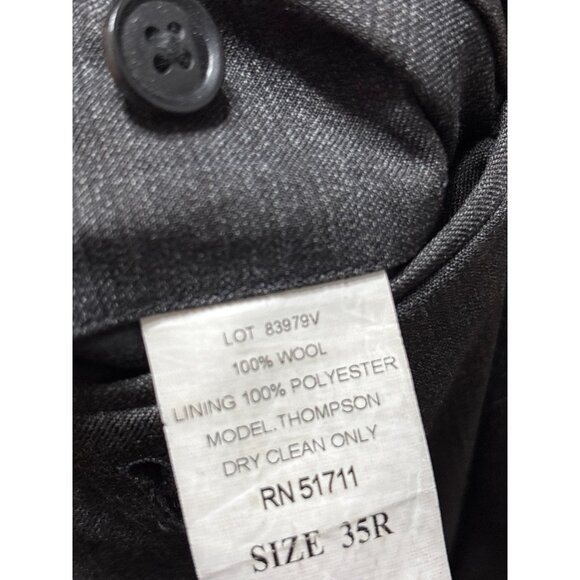 LOT 83979V
100% WOOL
LINING 100% POLYESTER
MODEL.THOMPSON
DRY CLEAN ONLY
RN 51711
SIZE 35R